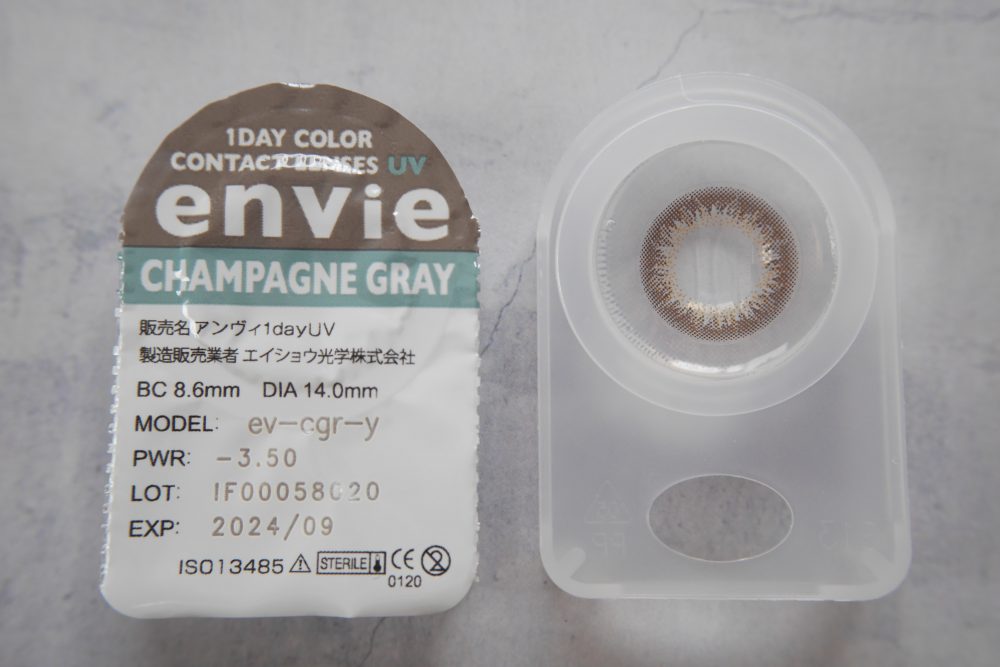 1DAY COLOR
CONTACT LENSES UV
envie
CHAMPAGNE GRAY
販売名アンヴィ1dayUV
製造販売業者 エイショウ光学株式会社
BC 8.6mm DIA 14.0mm
MODEL: ev-cgr-y
PWR: -3.50
LOT: IF00058020
EXP: 2024/09
ISO13485 STERILE CE
0120